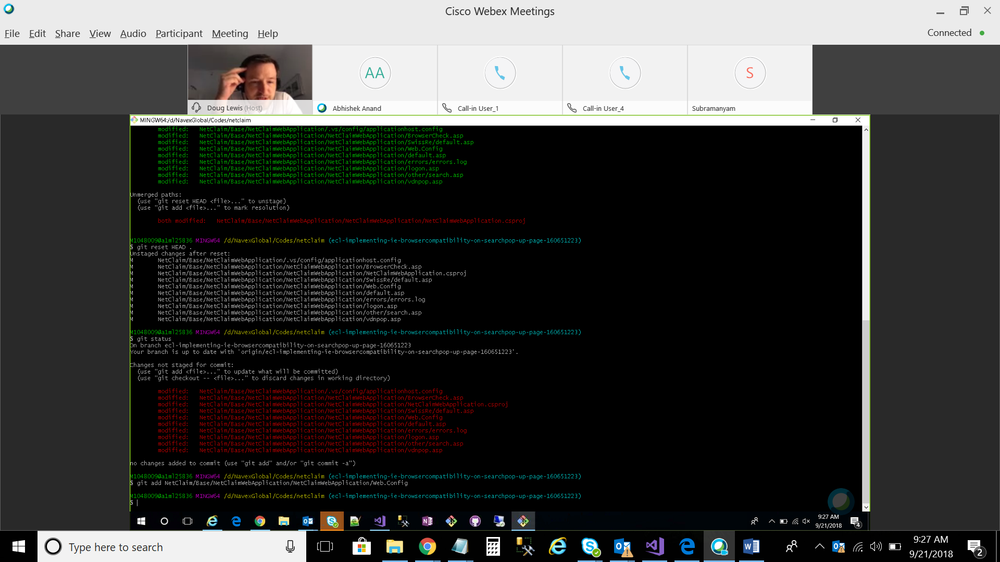 Cisco Webex Meetings
File Edit Share View Audio Participant Meeting Help
Connected
AA
S
Doug Lewis (Host)
Abhishek Anand
Call-in User_1
Call-in User_4
Subramanyam
MINGW64:/d/NavexGlobal/Codes/netclaim
modified: NetClaim/Base/NetClaimWebApplication/.vs/config/applicationhost.config
modified: NetClaim/Base/NetClaimWebApplication/NetClaimWebApplication/BrowserCheck.asp
modified: NetClaim/Base/NetClaimWebApplication/NetClaimWebApplication/SwissRe/default.asp
modified: NetClaim/Base/NetClaimWebApplication/NetClaimWebApplication/Web.Config
modified: NetClaim/Base/NetClaimWebApplication/NetClaimWebApplication/default.asp
modified: NetClaim/Base/NetClaimWebApplication/NetClaimWebApplication/errors/errors.log
modified: NetClaim/Base/NetClaimWebApplication/NetClaimWebApplication/logon.asp
modified: NetClaim/Base/NetClaimWebApplication/NetClaimWebApplication/other/search.asp
modified: NetClaim/Base/NetClaimWebApplication/NetClaimWebApplication/vdnpop.asp
Unmerged paths:
(use "git reset HEAD <file>..." to unstage)
(use "git add <file>..." to mark resolution)
both modified: NetClaim/Base/NetClaimWebApplication/NetClaimWebApplication/NetClaimWebApplication.csproj
M1048009@a1ml25836 MINGW64 /d/NavexGlobal/Codes/netclaim (ecl-implementing-ie-browsercompatibility-on-searchpop-up-page-160651223)
$ git reset HEAD .
Unstaged changes after reset:
M NetClaim/Base/NetClaimWebApplication/.vs/config/applicationhost.config
M NetClaim/Base/NetClaimWebApplication/NetClaimWebApplication/BrowserCheck.asp
M NetClaim/Base/NetClaimWebApplication/NetClaimWebApplication/NetClaimWebApplication.csproj
M NetClaim/Base/NetClaimWebApplication/NetClaimWebApplication/SwissRe/default.asp
M NetClaim/Base/NetClaimWebApplication/NetClaimWebApplication/Web.Config
M NetClaim/Base/NetClaimWebApplication/NetClaimWebApplication/default.asp
M NetClaim/Base/NetClaimWebApplication/NetClaimWebApplication/errors/errors.log
M NetClaim/Base/NetClaimWebApplication/NetClaimWebApplication/logon.asp
M NetClaim/Base/NetClaimWebApplication/NetClaimWebApplication/other/search.asp
M NetClaim/Base/NetClaimWebApplication/NetClaimWebApplication/vdnpop.asp
M1048009@a1ml25836 MINGW64 /d/NavexGlobal/Codes/netclaim (ecl-implementing-ie-browsercompatibility-on-searchpop-up-page-160651223)
$ git status
On branch ecl-implementing-ie-browsercompatibility-on-searchpop-up-page-160651223
Your branch is up to date with 'origin/ecl-implementing-ie-browsercompatibility-on-searchpop-up-page-160651223'.
Changes not staged for commit:
(use "git add <file>..." to update what will be committed)
(use "git checkout -- <file>..." to discard changes in working directory)
modified: NetClaim/Base/NetClaimWebApplication/.vs/config/applicationhost.config
modified: NetClaim/Base/NetClaimWebApplication/NetClaimWebApplication/BrowserCheck.asp
modified: NetClaim/Base/NetClaimWebApplication/NetClaimWebApplication/NetClaimWebApplication.csproj
modified: NetClaim/Base/NetClaimWebApplication/NetClaimWebApplication/SwissRe/default.asp
modified: NetClaim/Base/NetClaimWebApplication/NetClaimWebApplication/Web.Config
modified: NetClaim/Base/NetClaimWebApplication/NetClaimWebApplication/default.asp
modified: NetClaim/Base/NetClaimWebApplication/NetClaimWebApplication/errors/errors.log
modified: NetClaim/Base/NetClaimWebApplication/NetClaimWebApplication/logon.asp
modified: NetClaim/Base/NetClaimWebApplication/NetClaimWebApplication/other/search.asp
modified: NetClaim/Base/NetClaimWebApplication/NetClaimWebApplication/vdnpop.asp
no changes added to commit (use "git add" and/or "git commit -a")
M1048009@a1ml25836 MINGW64 /d/NavexGlobal/Codes/netclaim (ecl-implementing-ie-browsercompatibility-on-searchpop-up-page-160651223)
$ git add NetClaim/Base/NetClaimWebApplication/NetClaimWebApplication/Web.Config
M1048009@a1ml25836 MINGW64 /d/NavexGlobal/Codes/netclaim (ecl-implementing-ie-browsercompatibility-on-searchpop-up-page-160651223)
$
9:27 AM
9/21/2018
4
Type here to search
9:27 AM
9/21/2018
2